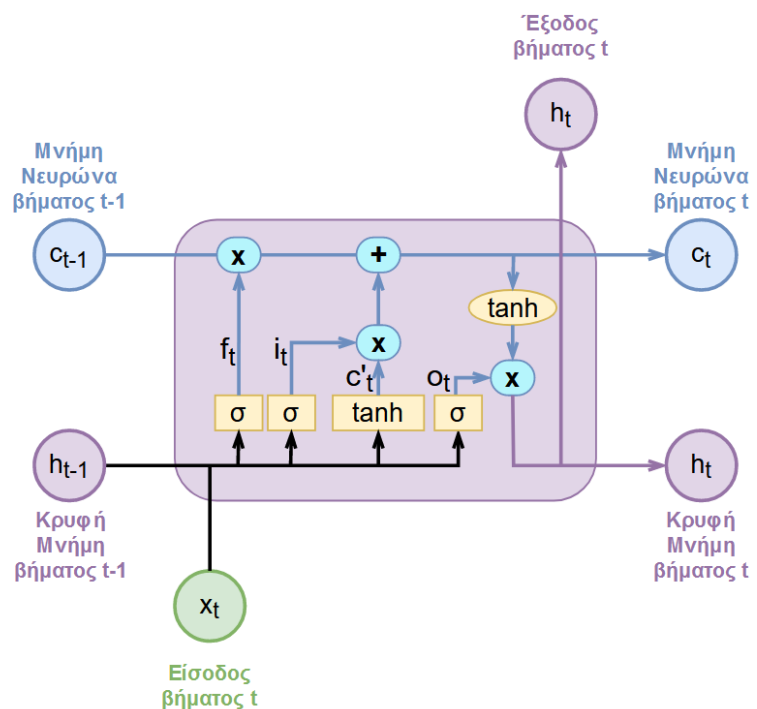 Έξοδος
βήματος t
h_t
Μνήμη
Νευρώνα
βήματος t-1
Μνήμη
Νευρώνα
βήματος t
c_t-1
x
+
c_t
tanh
f_t
i_t
x
c'_t
o_t
x
σ
σ
tanh
σ
h_t-1
h_t
Κρυφή
Μνήμη
βήματος t-1
Κρυφή
Μνήμη
βήματος t
x_t
Είσοδος
βήματος t